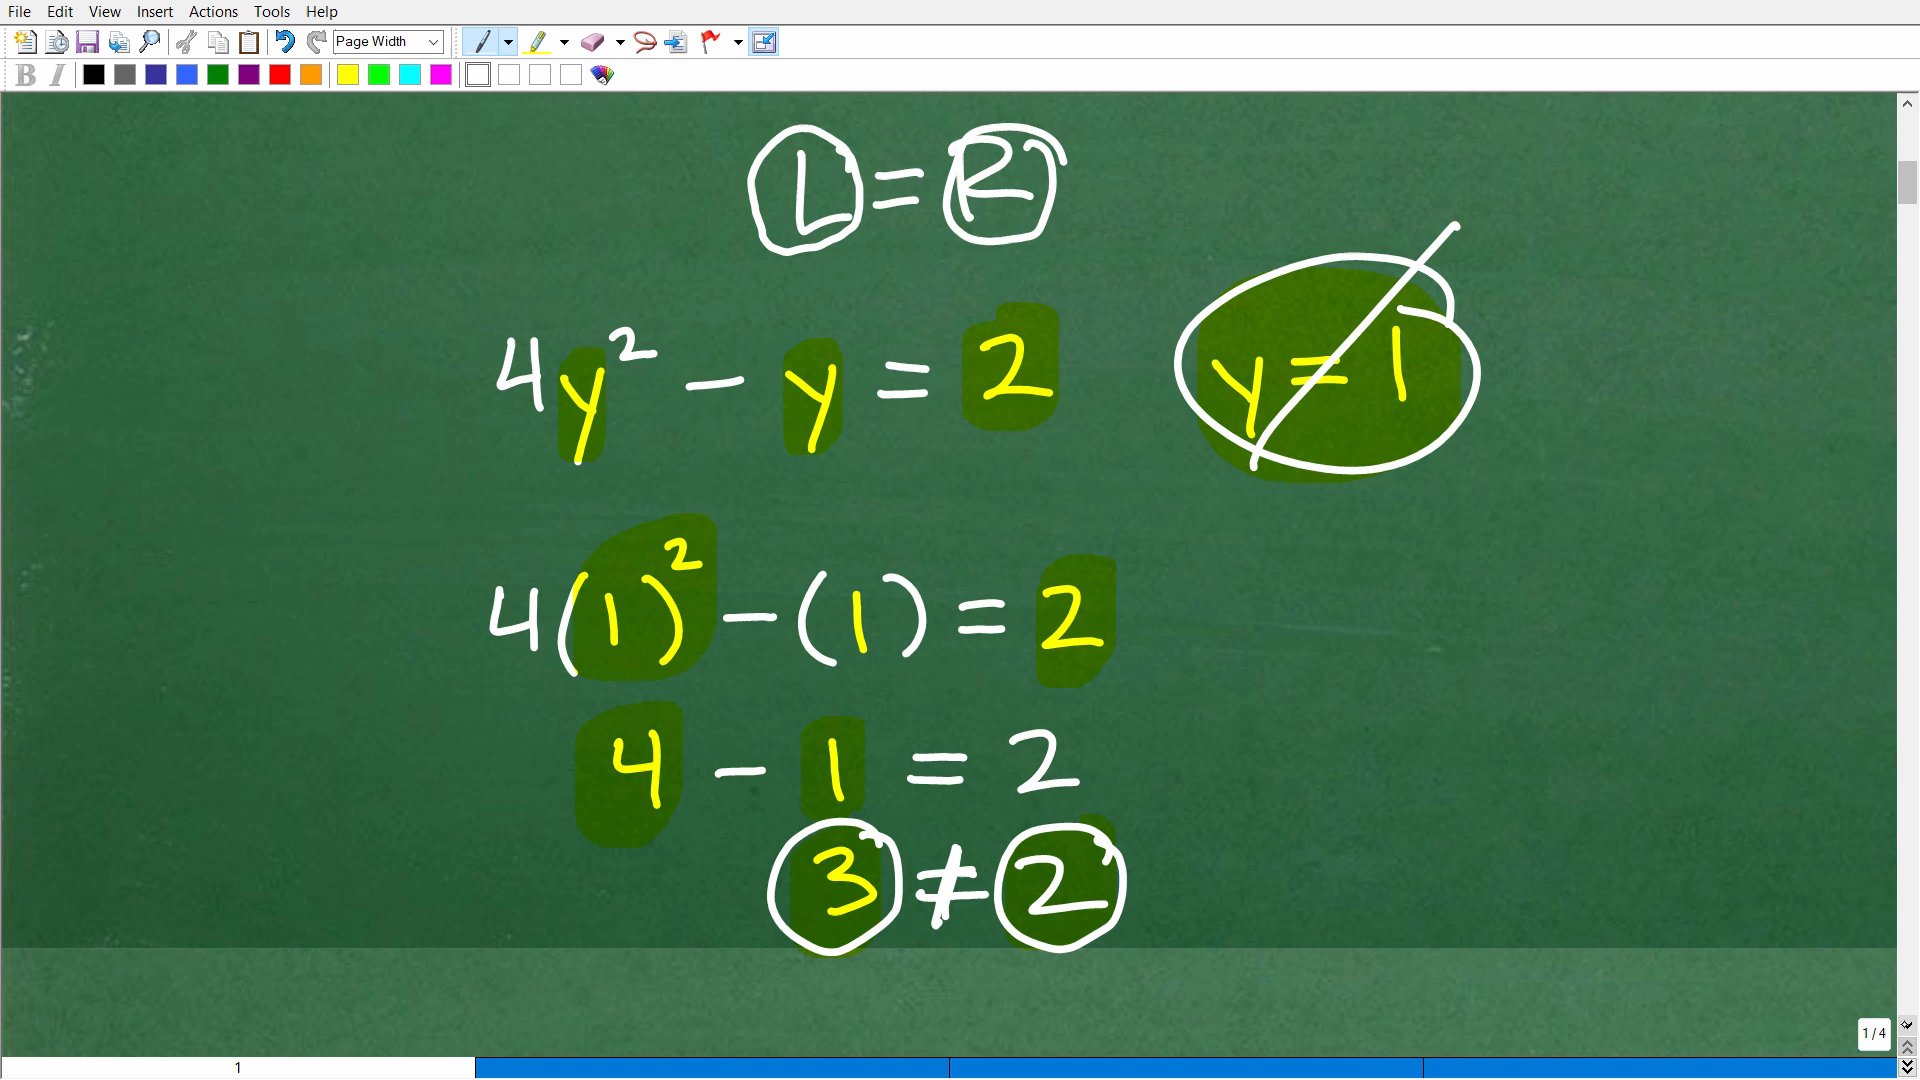 File Edit View Insert Actions Tools Help
Page Width
B I
L = R
4y² - y = 2
y = 1
4(1)² - (1) = 2
4 - 1 = 2
3 ≠ 2
1 / 4
1